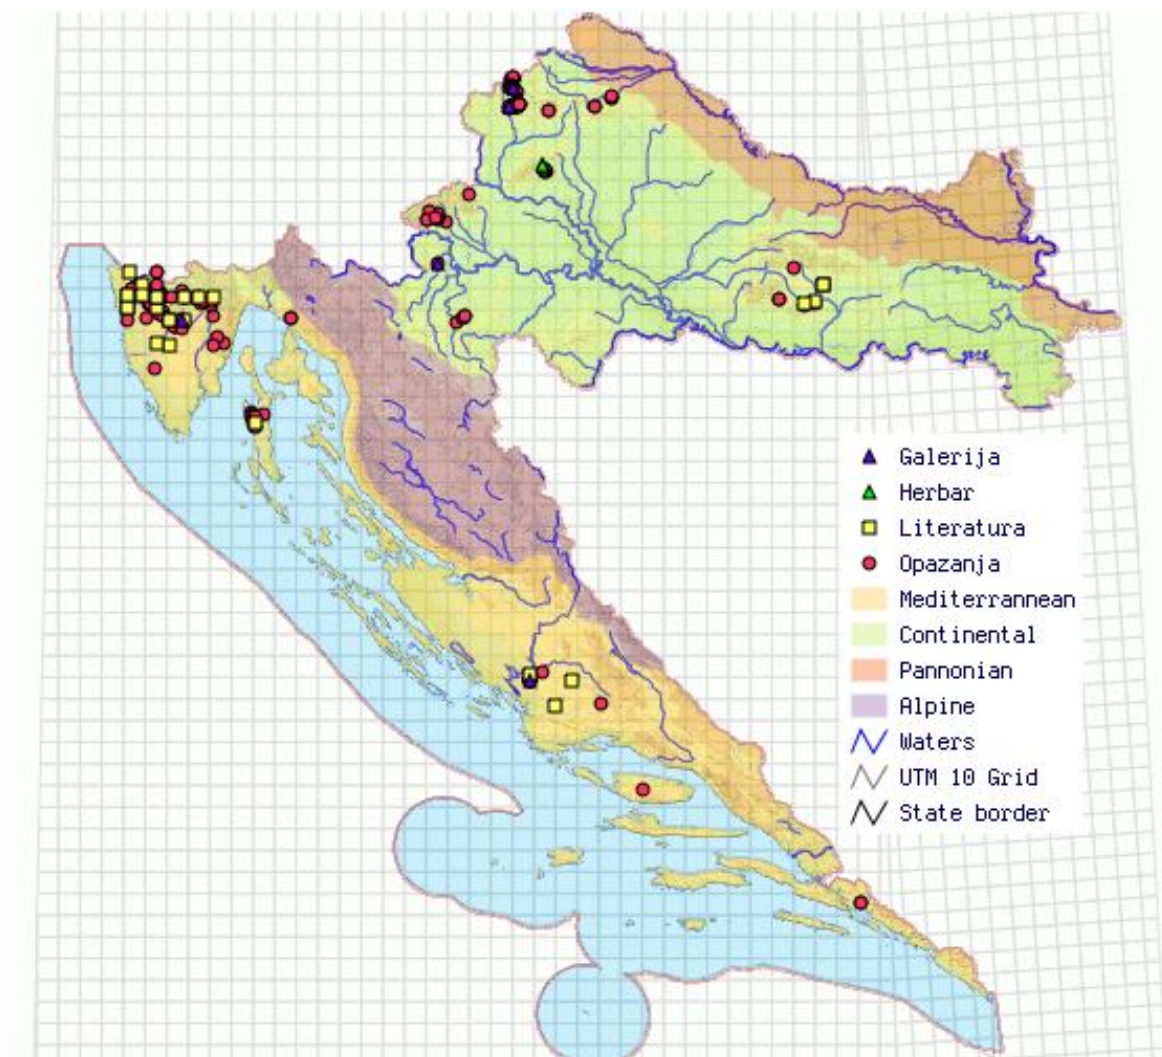 Galerija
Herbar
Literatura
Opazanja
Mediterrannean
Continental
Pannonian
Alpine
Waters
UTM 10 Grid
State border